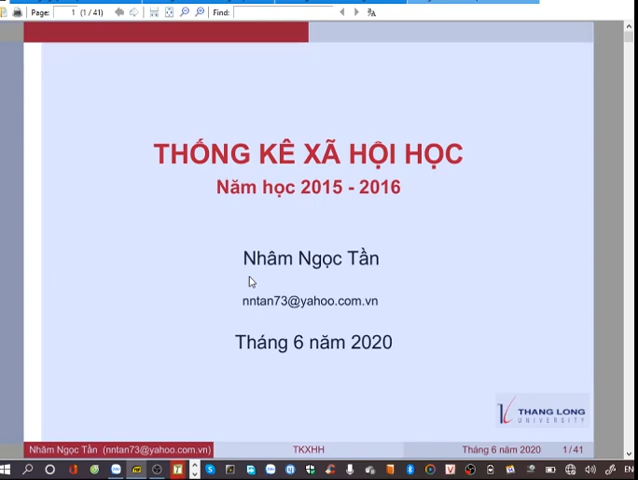 Page: 1 (1 / 41) Find:
THỐNG KÊ XÃ HỘI HỌC
Năm học 2015 - 2016
Nhâm Ngọc Tần
nntan73@yahoo.com.vn
Tháng 6 năm 2020
THANG LONG
UNIVERSITY
Nhâm Ngọc Tần (nntan73@yahoo.com.vn) TKXHH Tháng 6 năm 2020 1 / 41
EN